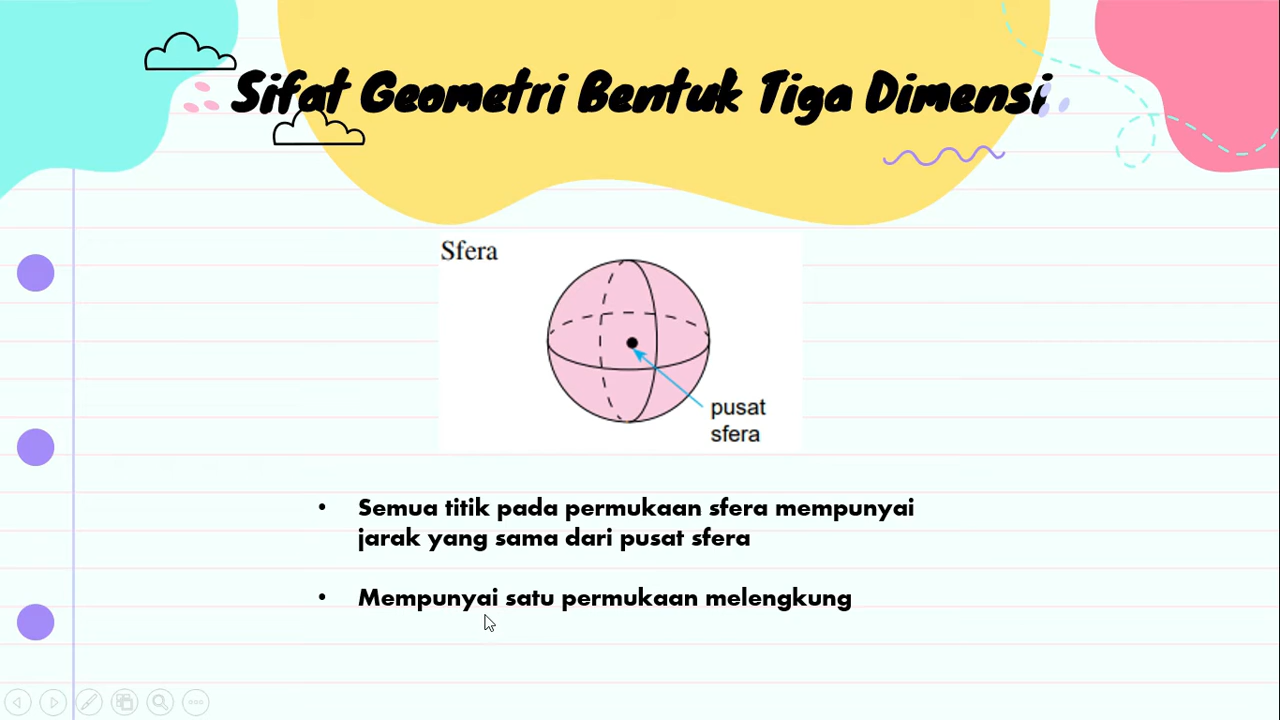 Sifat Geometri Bentuk Tiga Dimensi
Sfera
pusat
sfera
• Semua titik pada permukaan sfera mempunyai
jarak yang sama dari pusat sfera
• Mempunyai satu permukaan melengkung